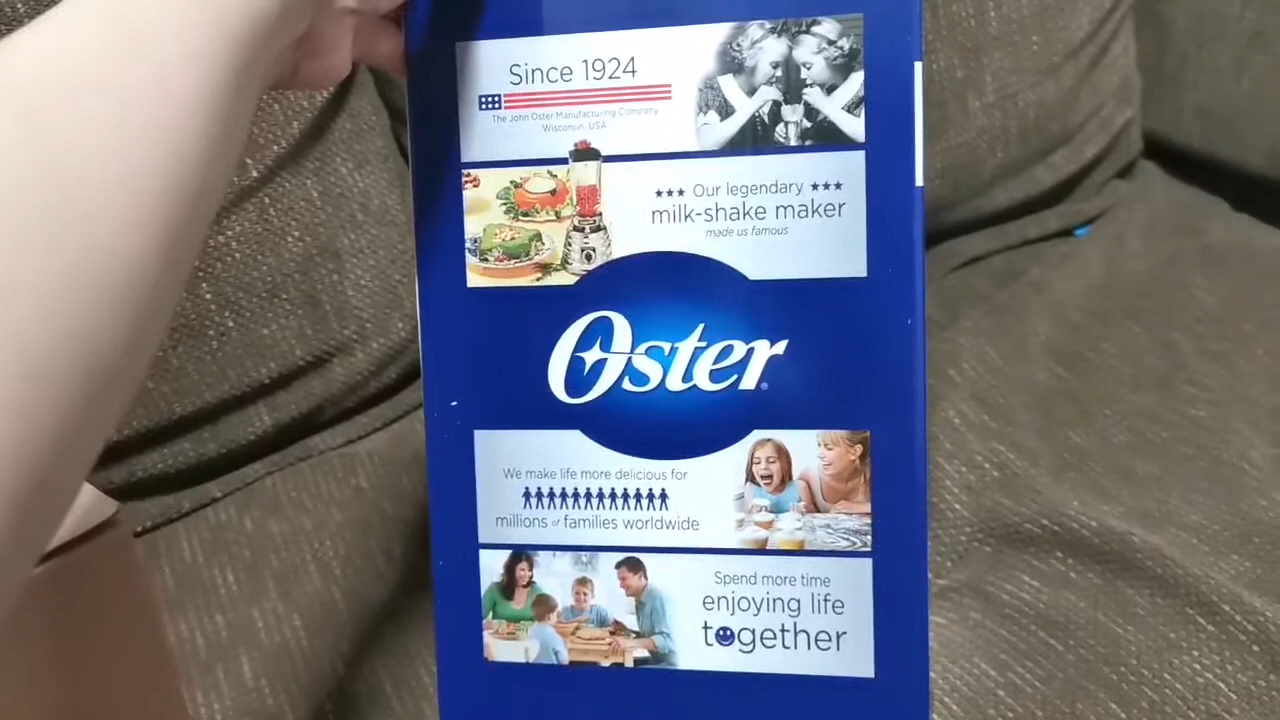 Since 1924
The John Oster Manufacturing Company
Wisconsin, USA
★★★ Our legendary ★★★
milk-shake maker
made us famous
Oster®
We make life more delicious for
millions of families worldwide
Spend more time
enjoying life
together